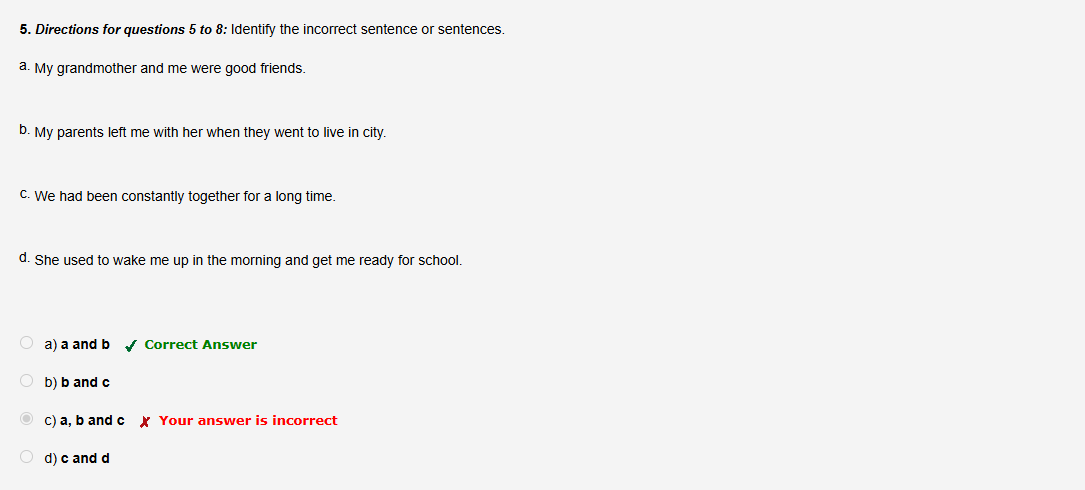 5. Directions for questions 5 to 8: Identify the incorrect sentence or sentences.
a. My grandmother and me were good friends.
b. My parents left me with her when they went to live in city.
c. We had been constantly together for a long time.
d. She used to wake me up in the morning and get me ready for school.
a) a and b ✓ Correct Answer
b) b and c
c) a, b and c ✗ Your answer is incorrect
d) c and d